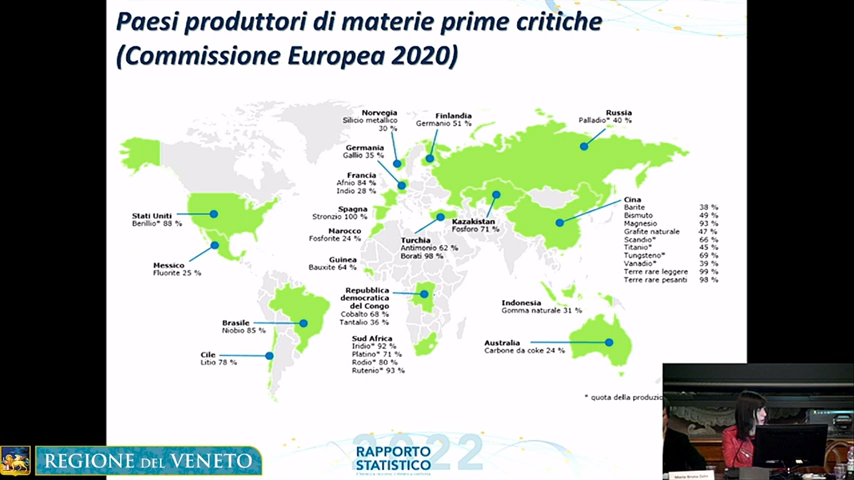 Paesi produttori di materie prime critiche
(Commissione Europea 2020)
Norvegia
Silicio metallico
30 %
Finlandia
Germanio 51 %
Russia
Palladio* 40 %
Germania
Gallio 35 %
Francia
Afnio 84 %
Indio 28 %
Spagna
Stronzio 100 %
Marocco
Fosforite 24 %
Guinea
Bauxite 64 %
Turchia
Antimonio 62 %
Borati 98 %
Kazakistan
Fosforo 71 %
Cina
Barite 38 %
Bismuto 49 %
Magnesio 93 %
Grafite naturale 47 %
Scandio* 66 %
Titanio* 45 %
Tungsteno* 69 %
Vanadio* 39 %
Terre rare leggere 99 %
Terre rare pesanti 98 %
Stati Uniti
Berillio* 88 %
Messico
Fluorite 25 %
Repubblica
democratica
del Congo
Cobalto 68 %
Tantalio 36 %
Indonesia
Gomma naturale 31 %
Brasile
Niobio 85 %
Cile
Litio 78 %
Sud Africa
Iridio* 92 %
Platino* 71 %
Rodio* 80 %
Rutenio* 93 %
Australia
Carbone da coke 24 %
* quota della produzio
2022
RAPPORTO
STATISTICO
REGIONE DEL VENETO